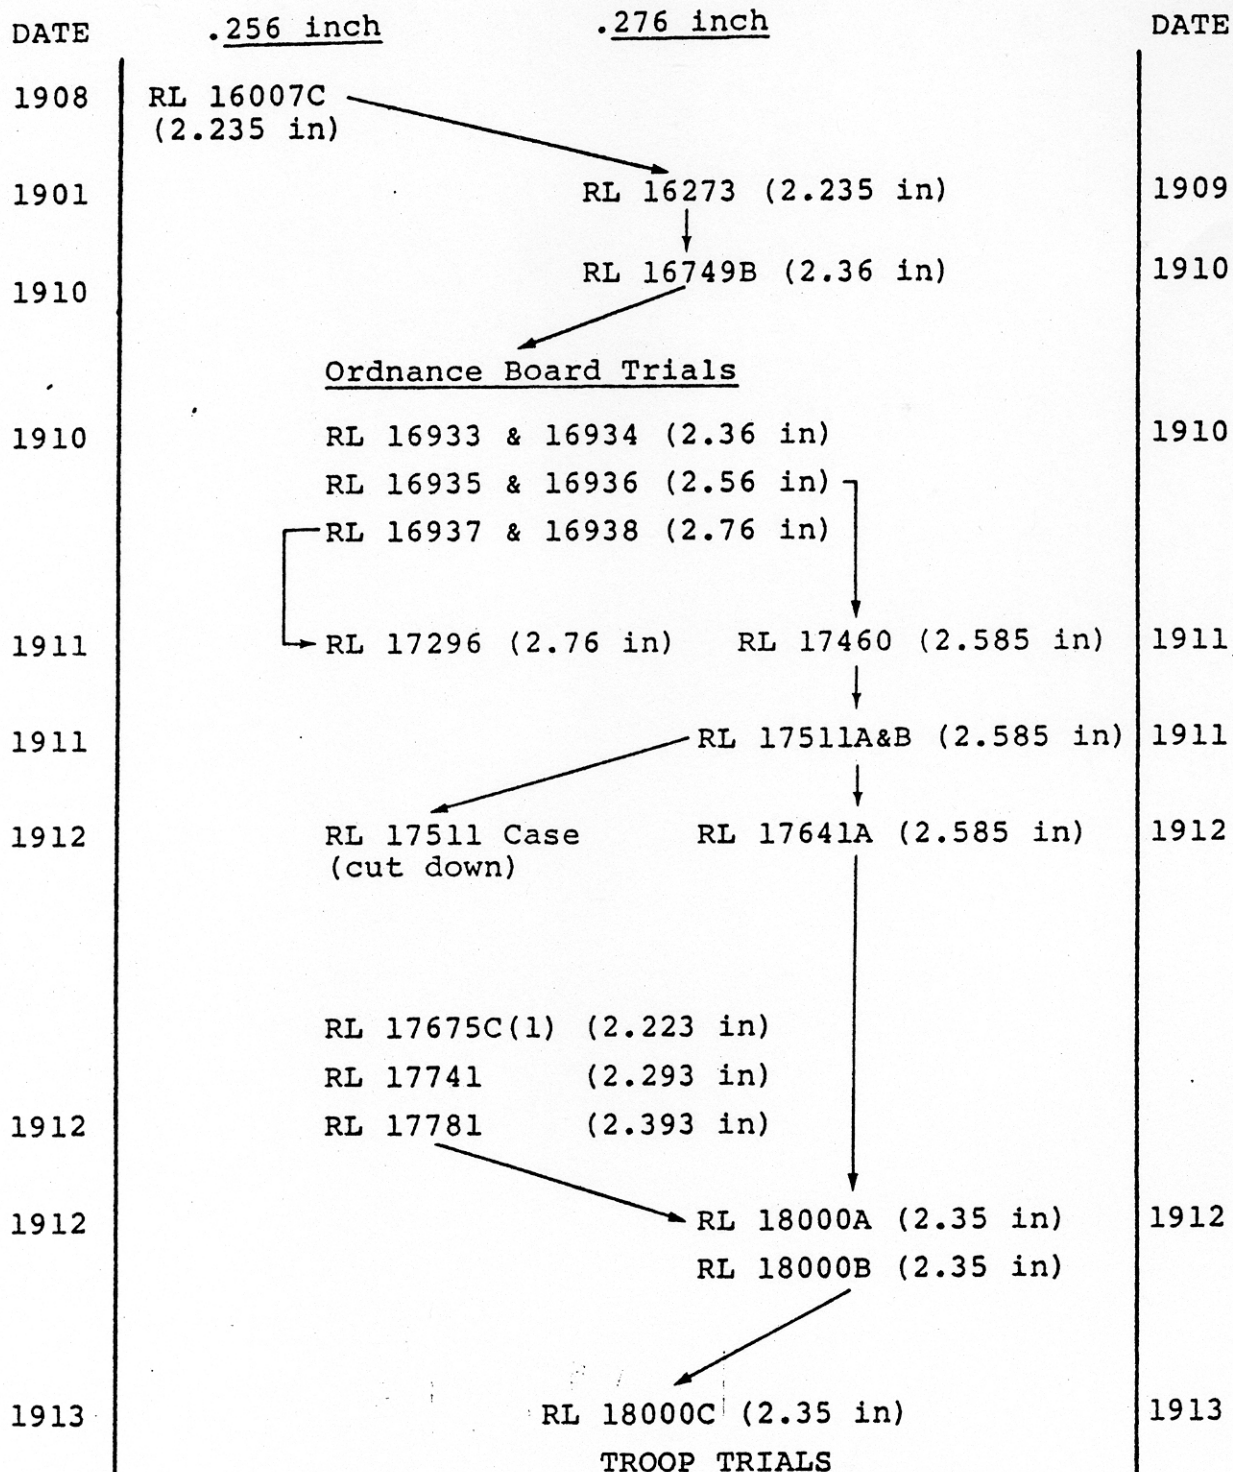 DATE .256 inch .276 inch DATE
1908 RL 16007C
(2.235 in)
1901 RL 16273 (2.235 in) 1909
RL 16749B (2.36 in) 1910
1910
Ordnance Board Trials
1910 RL 16933 & 16934 (2.36 in) 1910
RL 16935 & 16936 (2.56 in)
RL 16937 & 16938 (2.76 in)
1911 RL 17296 (2.76 in) RL 17460 (2.585 in) 1911
1911 RL 17511A&B (2.585 in) 1911
1912 RL 17511 Case RL 17641A (2.585 in) 1912
(cut down)
RL 17675C(1) (2.223 in)
RL 17741 (2.293 in)
1912 RL 17781 (2.393 in)
1912 RL 18000A (2.35 in) 1912
RL 18000B (2.35 in)
1913 RL 18000C (2.35 in) 1913
TROOP TRIALS